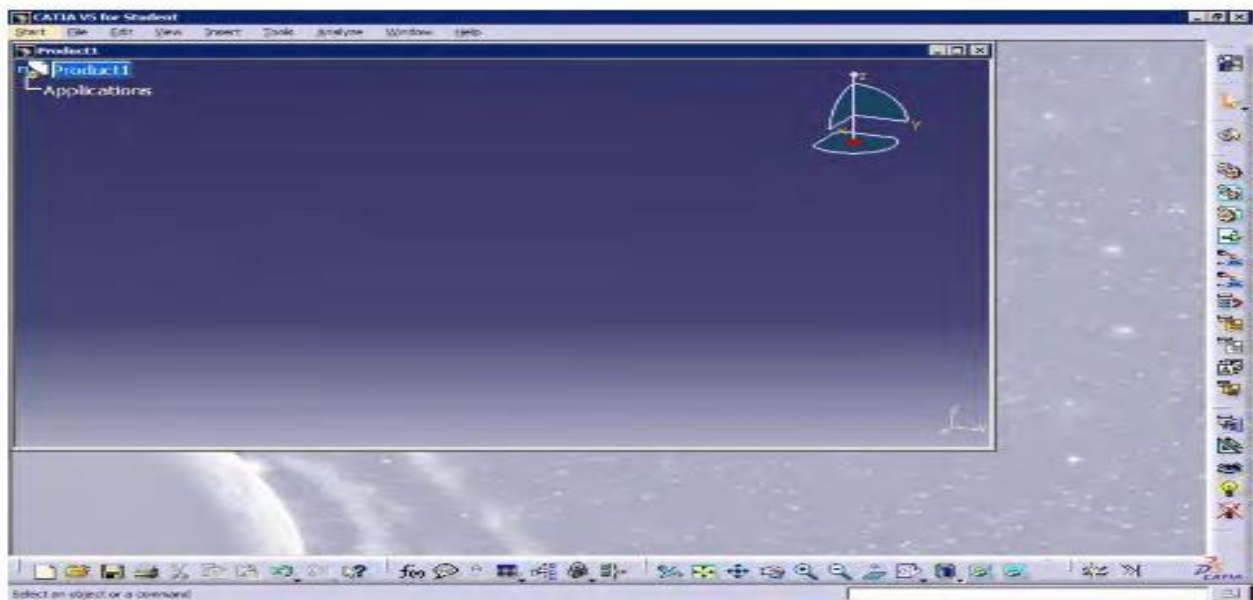 CATIA V5 for Student
Start File Edit View Insert Tools Analyze Window Help
Product1
Product1
Applications
z
Y
f(x)
CATIA
Select an object or a command